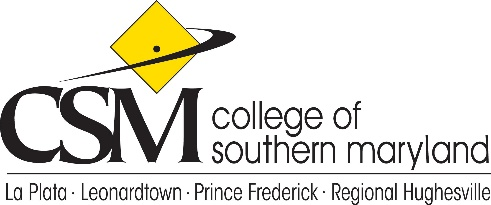 CSM college of
southern maryland
La Plata · Leonardtown · Prince Frederick · Regional Hughesville